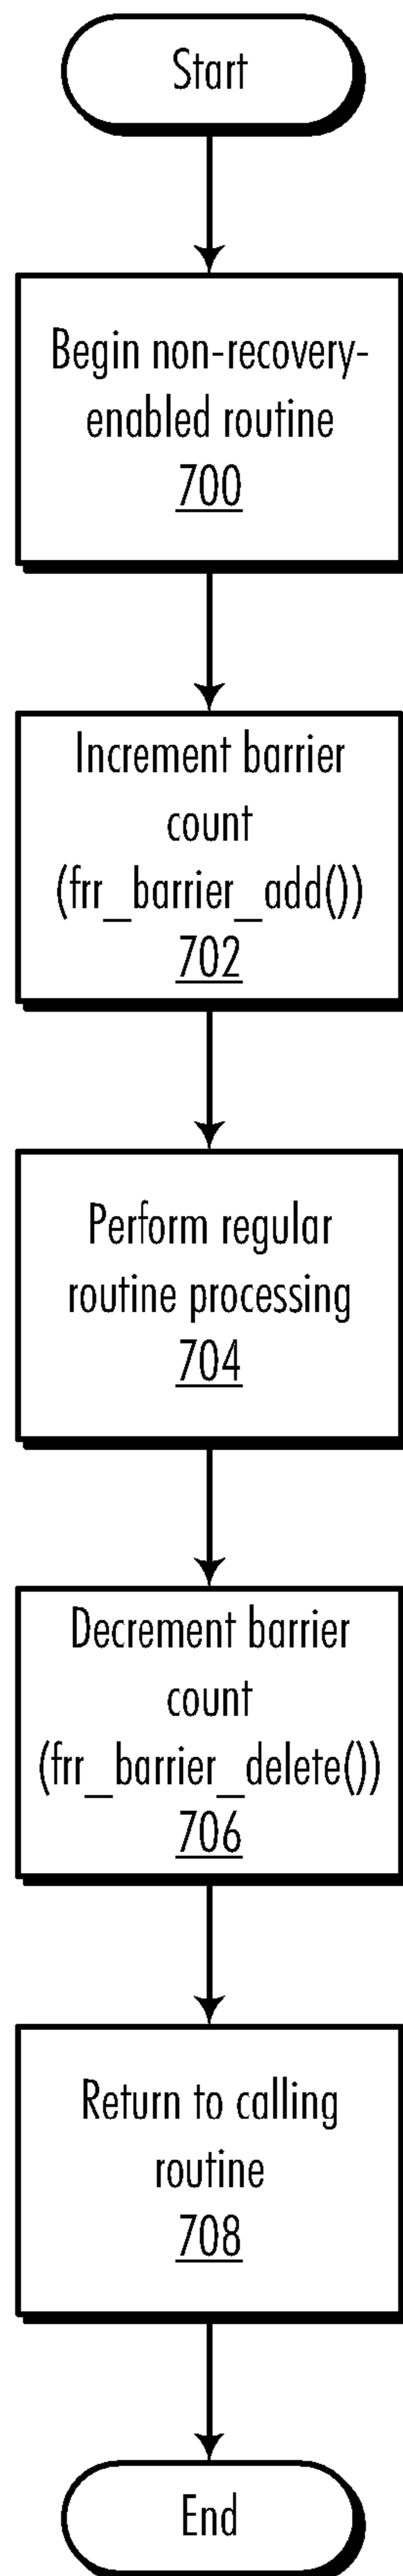 Start
Begin non-recovery-
enabled routine
700
Increment barrier
count
(frr_barrier_add())
702
Perform regular
routine processing
704
Decrement barrier
count
(frr_barrier_delete())
706
Return to calling
routine
708
End